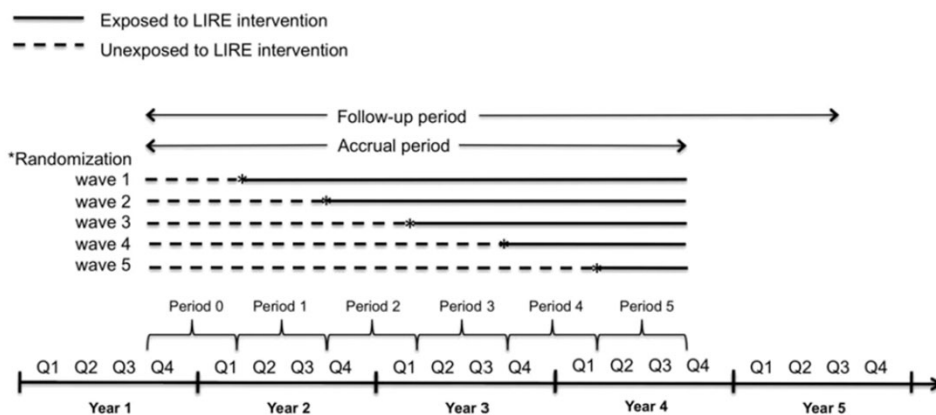 Exposed to LIRE intervention
Unexposed to LIRE intervention
Follow-up period
Accrual period
*Randomization
wave 1
wave 2
wave 3
wave 4
wave 5
Period 0 Period 1 Period 2 Period 3 Period 4 Period 5
Q1 Q2 Q3 Q4 Q1 Q2 Q3 Q4 Q1 Q2 Q3 Q4 Q1 Q2 Q3 Q4 Q1 Q2 Q3 Q4
Year 1 Year 2 Year 3 Year 4 Year 5